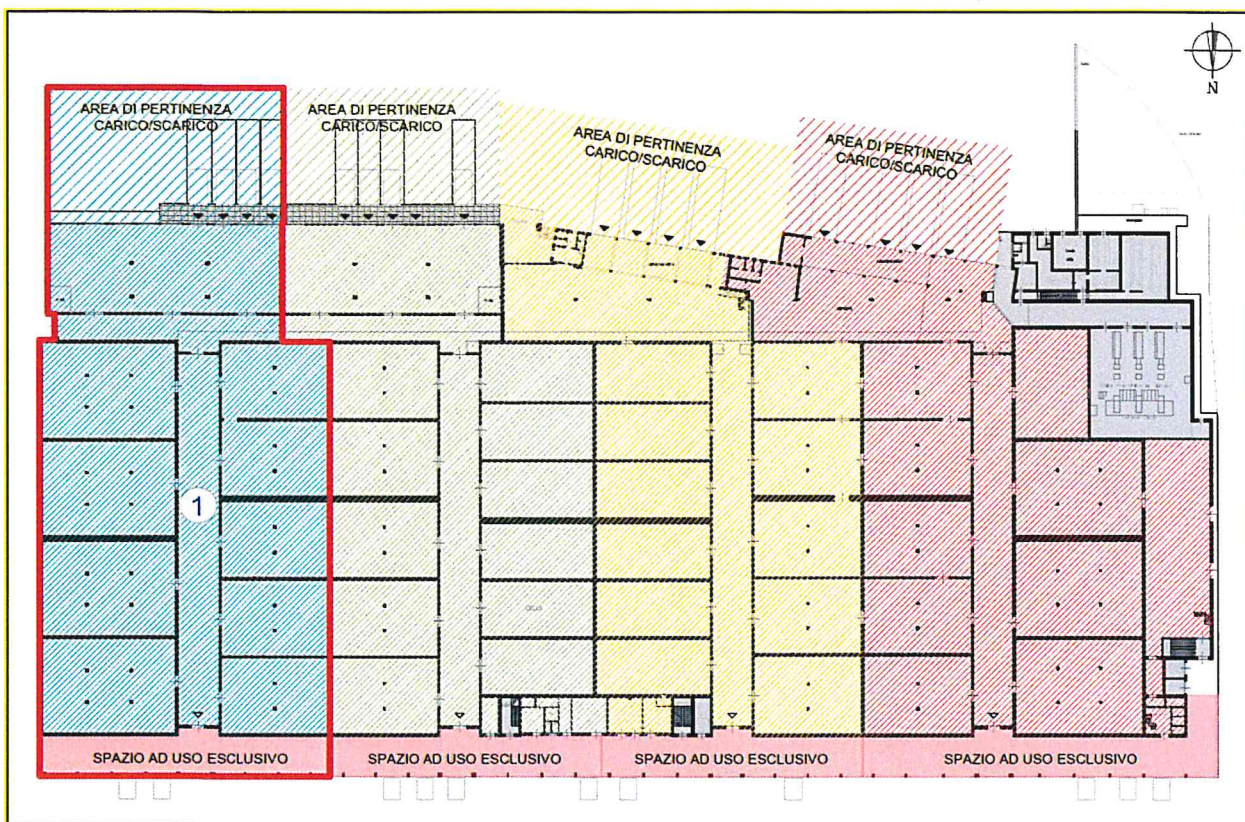 N
AREA DI PERTINENZA
CARICO/SCARICO
AREA DI PERTINENZA
CARICO/SCARICO
AREA DI PERTINENZA
CARICO/SCARICO
AREA DI PERTINENZA
CARICO/SCARICO
1
SPAZIO AD USO ESCLUSIVO
SPAZIO AD USO ESCLUSIVO
SPAZIO AD USO ESCLUSIVO
SPAZIO AD USO ESCLUSIVO